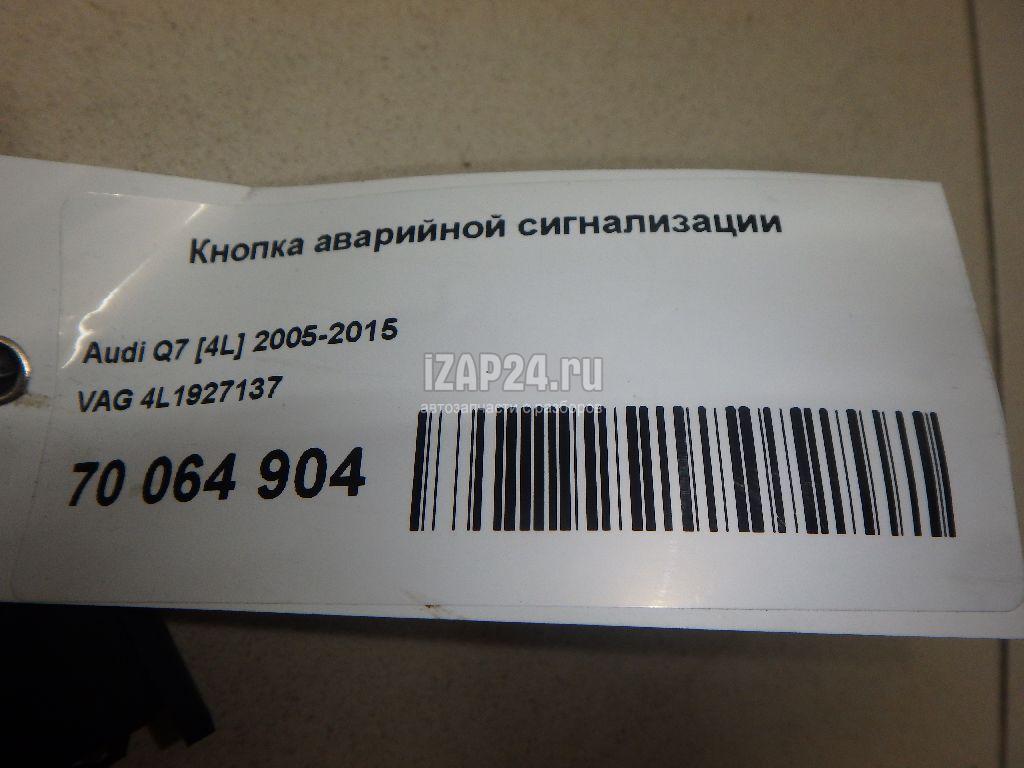 Кнопка аварийной сигнализации
Audi Q7 [4L] 2005-2015
VAG 4L1927137
70 064 904
iZAP24.ru
автозапчасти с разборов